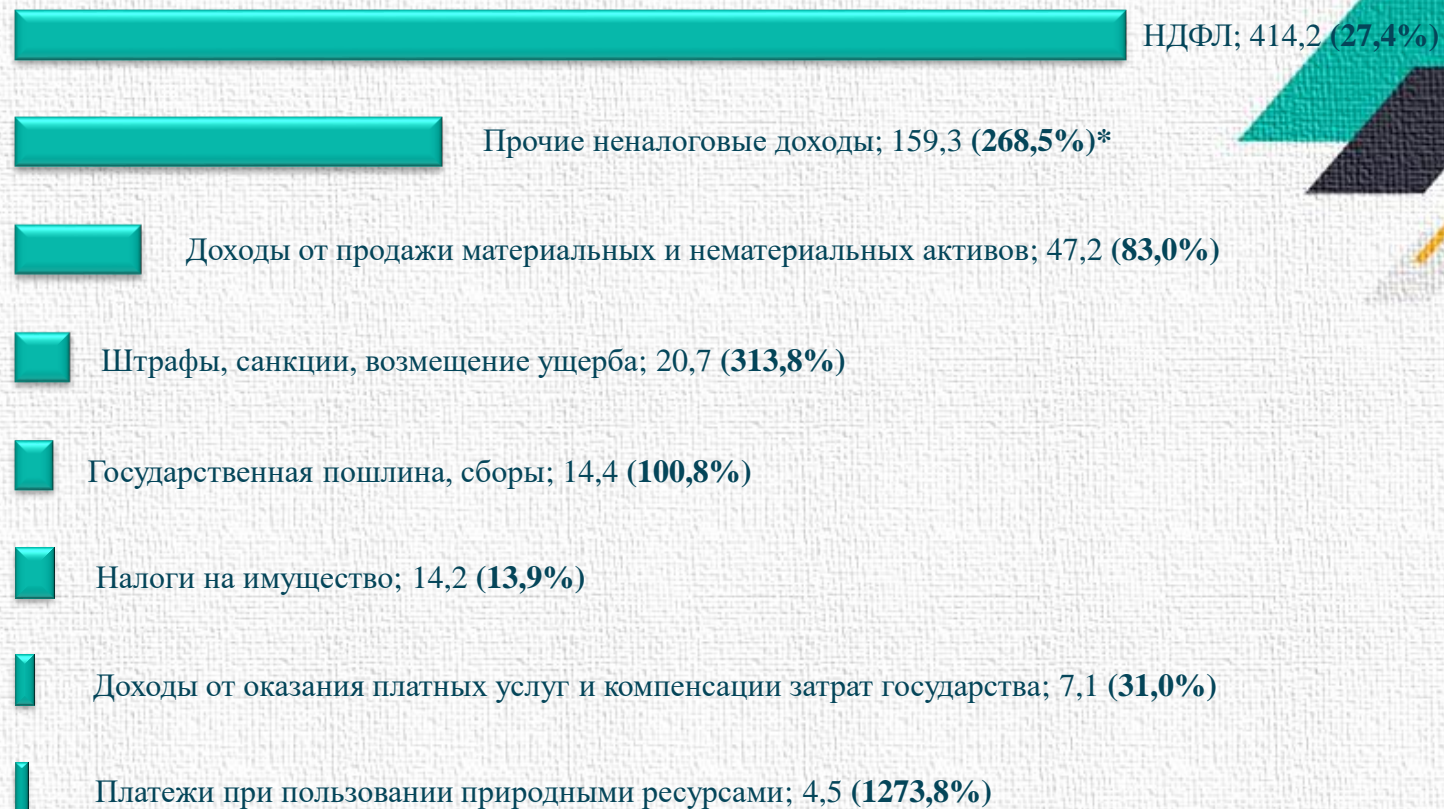 НДФЛ; 414,2 (27,4%)
Прочие неналоговые доходы; 159,3 (268,5%)*
Доходы от продажи материальных и нематериальных активов; 47,2 (83,0%)
Штрафы, санкции, возмещение ущерба; 20,7 (313,8%)
Государственная пошлина, сборы; 14,4 (100,8%)
Налоги на имущество; 14,2 (13,9%)
Доходы от оказания платных услуг и компенсации затрат государства; 7,1 (31,0%)
Платежи при пользовании природными ресурсами; 4,5 (1273,8%)